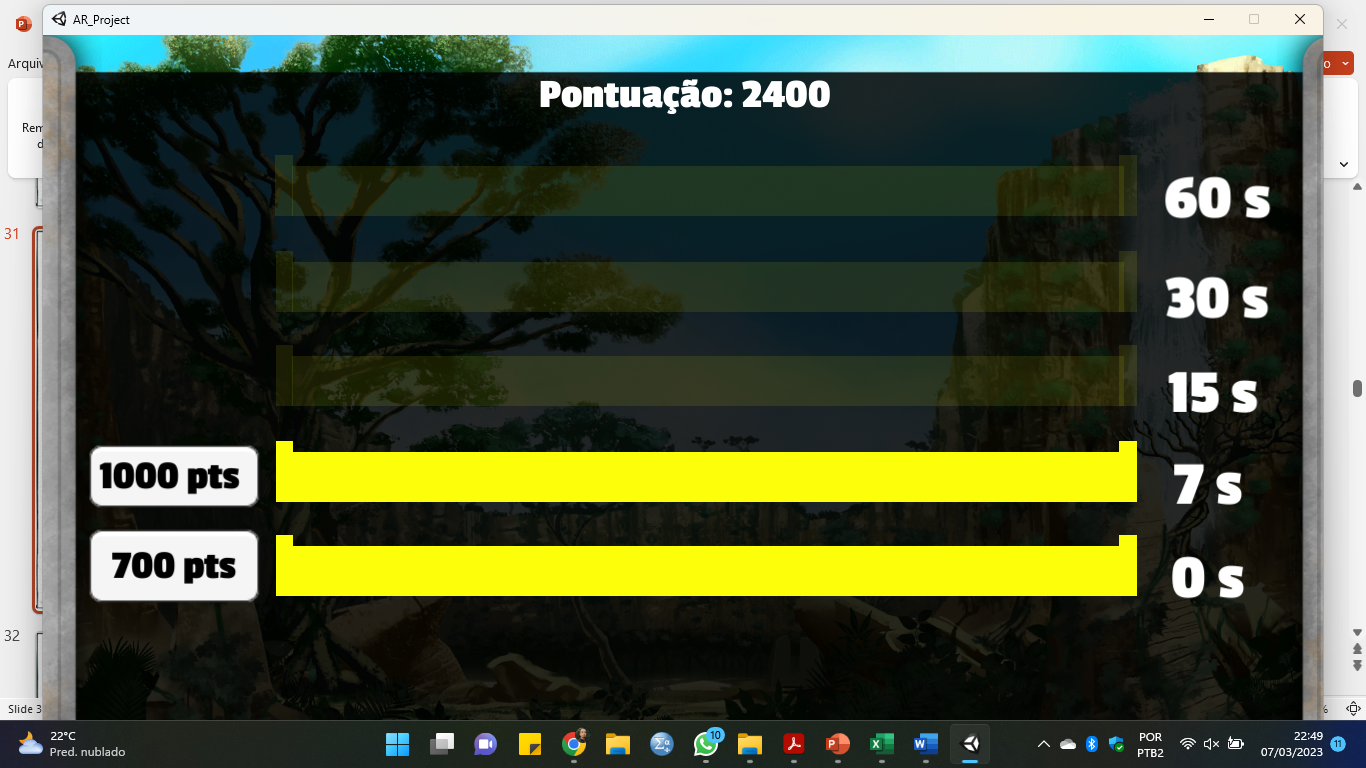 AR_Project
Arquiv
o
Rem
d
Pontuação: 2400
60 s
30 s
31
15 s
1000 pts
7 s
700 pts
0 s
32
Slide 3
%
22°C
Pred. nublado
10
POR
PTB2
22:49
07/03/2023
11